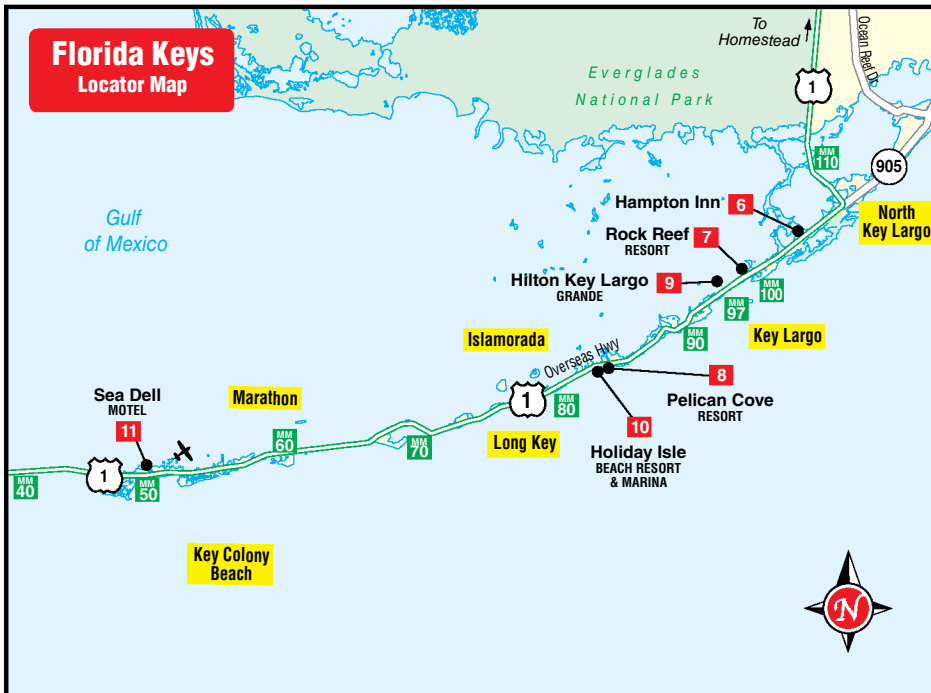 Florida Keys
Locator Map
To
Homestead
Ocean Reef Dr.
1
Everglades
National Park
MM
110
905
Gulf
of Mexico
Hampton Inn
6
North
Key Largo
Rock Reef
RESORT
7
Hilton Key Largo
GRANDE
9
MM
100
MM
97
MM
90
Key Largo
Islamorada
Overseas Hwy
8
Pelican Cove
RESORT
1
MM
80
10
Holiday Isle
BEACH RESORT
& MARINA
Long Key
Sea Dell
MOTEL
11
Marathon
MM
60
MM
70
1
MM
40
MM
50
Key Colony
Beach
N